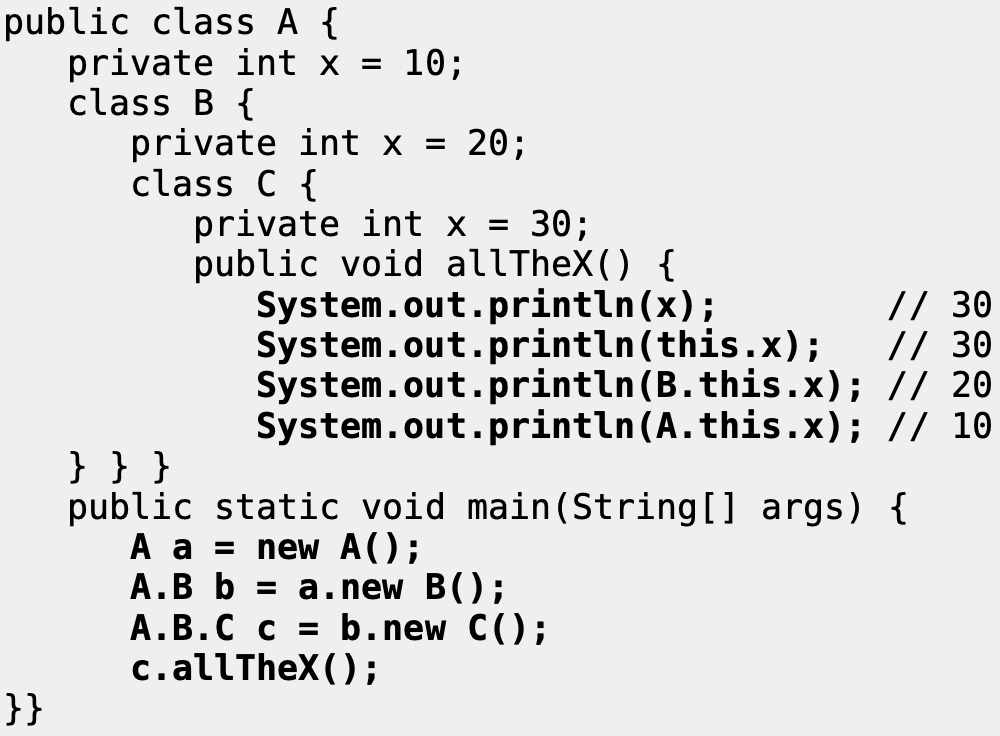 public class A {
   private int x = 10;
   class B {
      private int x = 20;
      class C {
         private int x = 30;
         public void allTheX() {
            System.out.println(x);        // 30
            System.out.println(this.x);   // 30
            System.out.println(B.this.x); // 20
            System.out.println(A.this.x); // 10
   } } }
   public static void main(String[] args) {
      A a = new A();
      A.B b = a.new B();
      A.B.C c = b.new C();
      c.allTheX();
}}